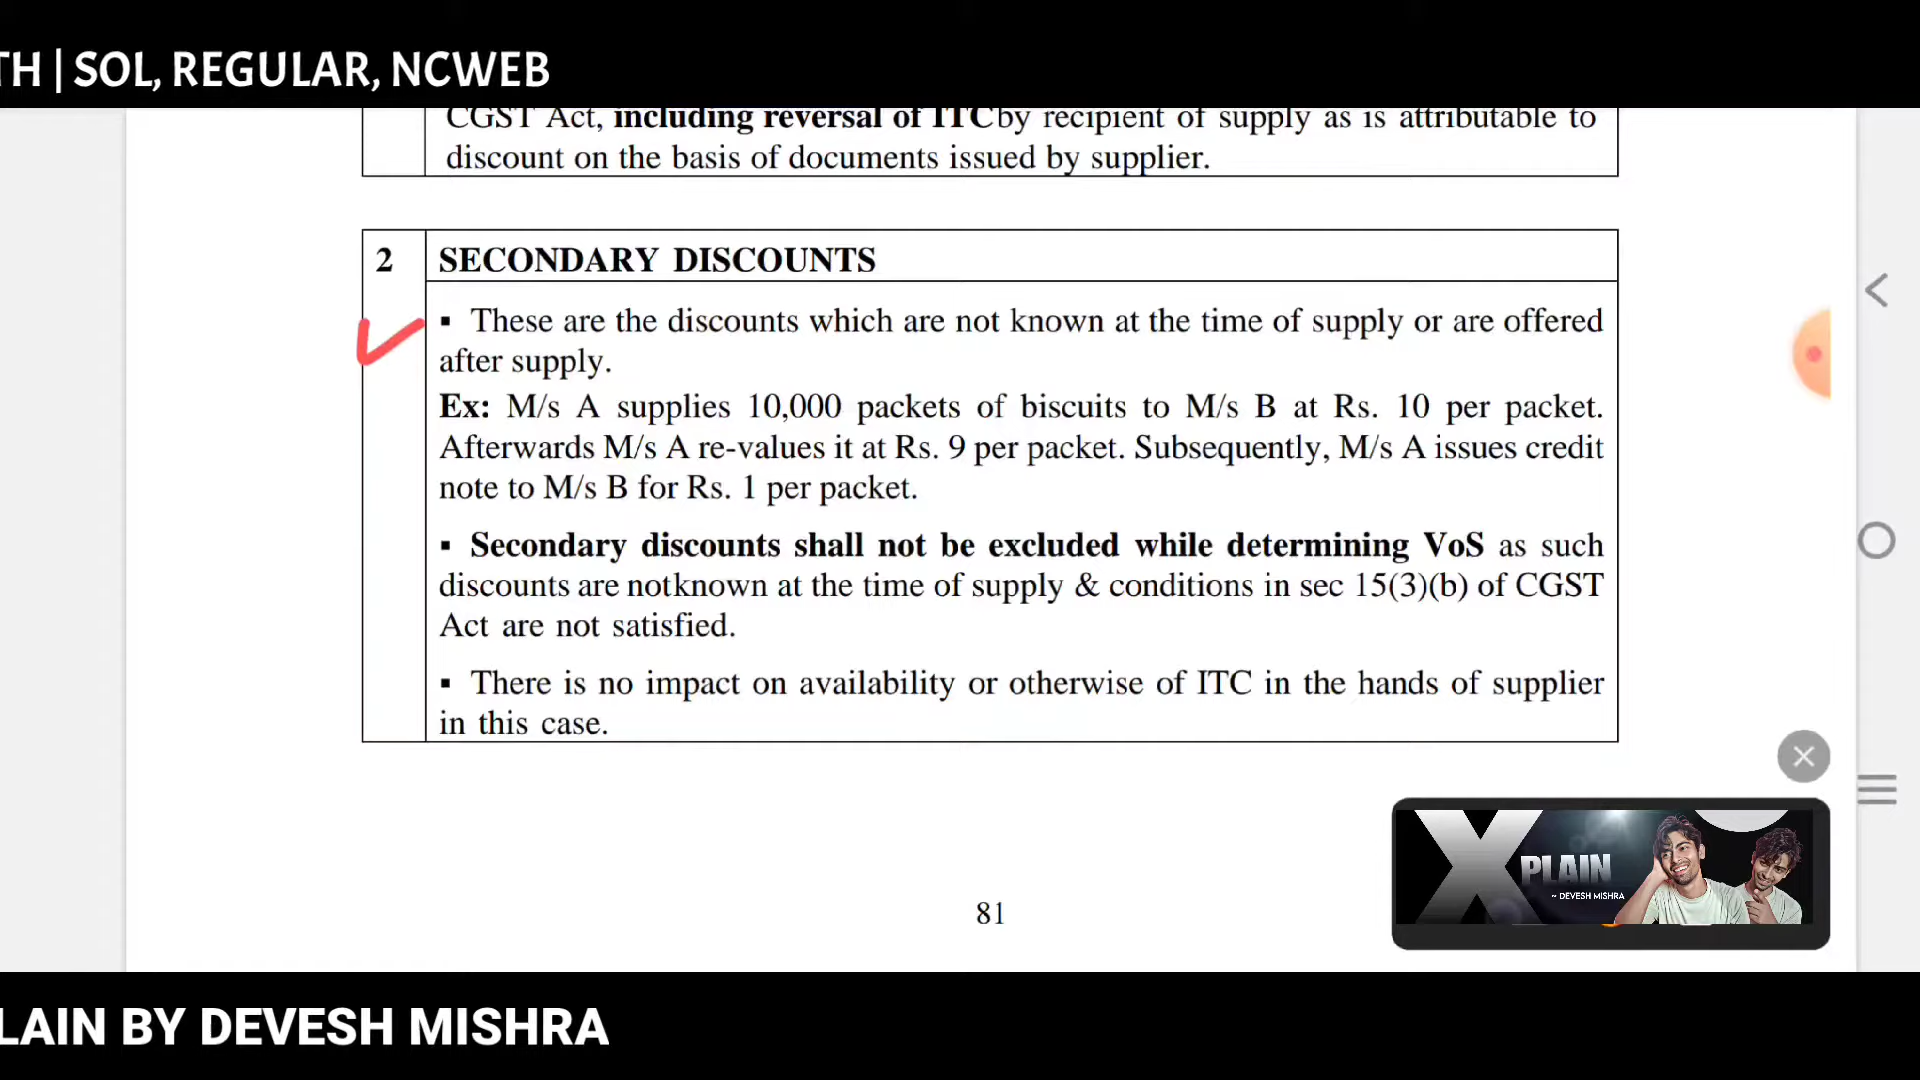 TH | SOL, REGULAR, NCWEB
CGST Act, including reversal of ITCby recipient of supply as is attributable to
discount on the basis of documents issued by supplier.
2 SECONDARY DISCOUNTS
▪ These are the discounts which are not known at the time of supply or are offered
after supply.
Ex: M/s A supplies 10,000 packets of biscuits to M/s B at Rs. 10 per packet.
Afterwards M/s A re-values it at Rs. 9 per packet. Subsequently, M/s A issues credit
note to M/s B for Rs. 1 per packet.
▪ Secondary discounts shall not be excluded while determining VoS as such
discounts are notknown at the time of supply & conditions in sec 15(3)(b) of CGST
Act are not satisfied.
▪ There is no impact on availability or otherwise of ITC in the hands of supplier
in this case.
XPLAIN
~ DEVESH MISHRA
81
LAIN BY DEVESH MISHRA